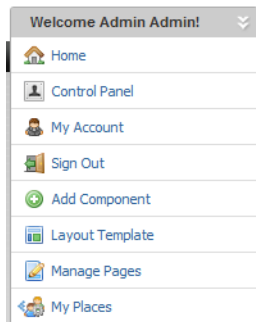 Welcome Admin Admin!
Home
Control Panel
My Account
Sign Out
Add Component
Layout Template
Manage Pages
My Places